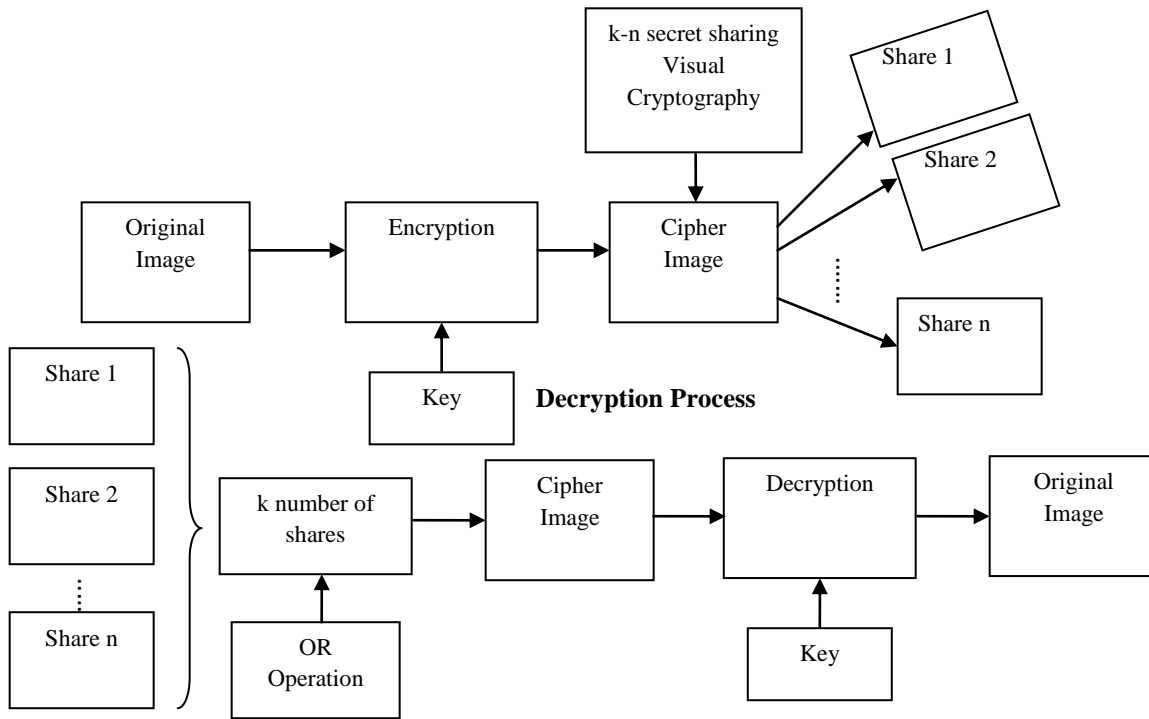 k-n secret sharing
Visual
Cryptography
Share 1
Share 2
Original
Image
Encryption
Cipher
Image
Share n
Key
Decryption Process
Share 1
Share 2
Share n
k number of
shares
OR
Operation
Cipher
Image
Decryption
Key
Original
Image